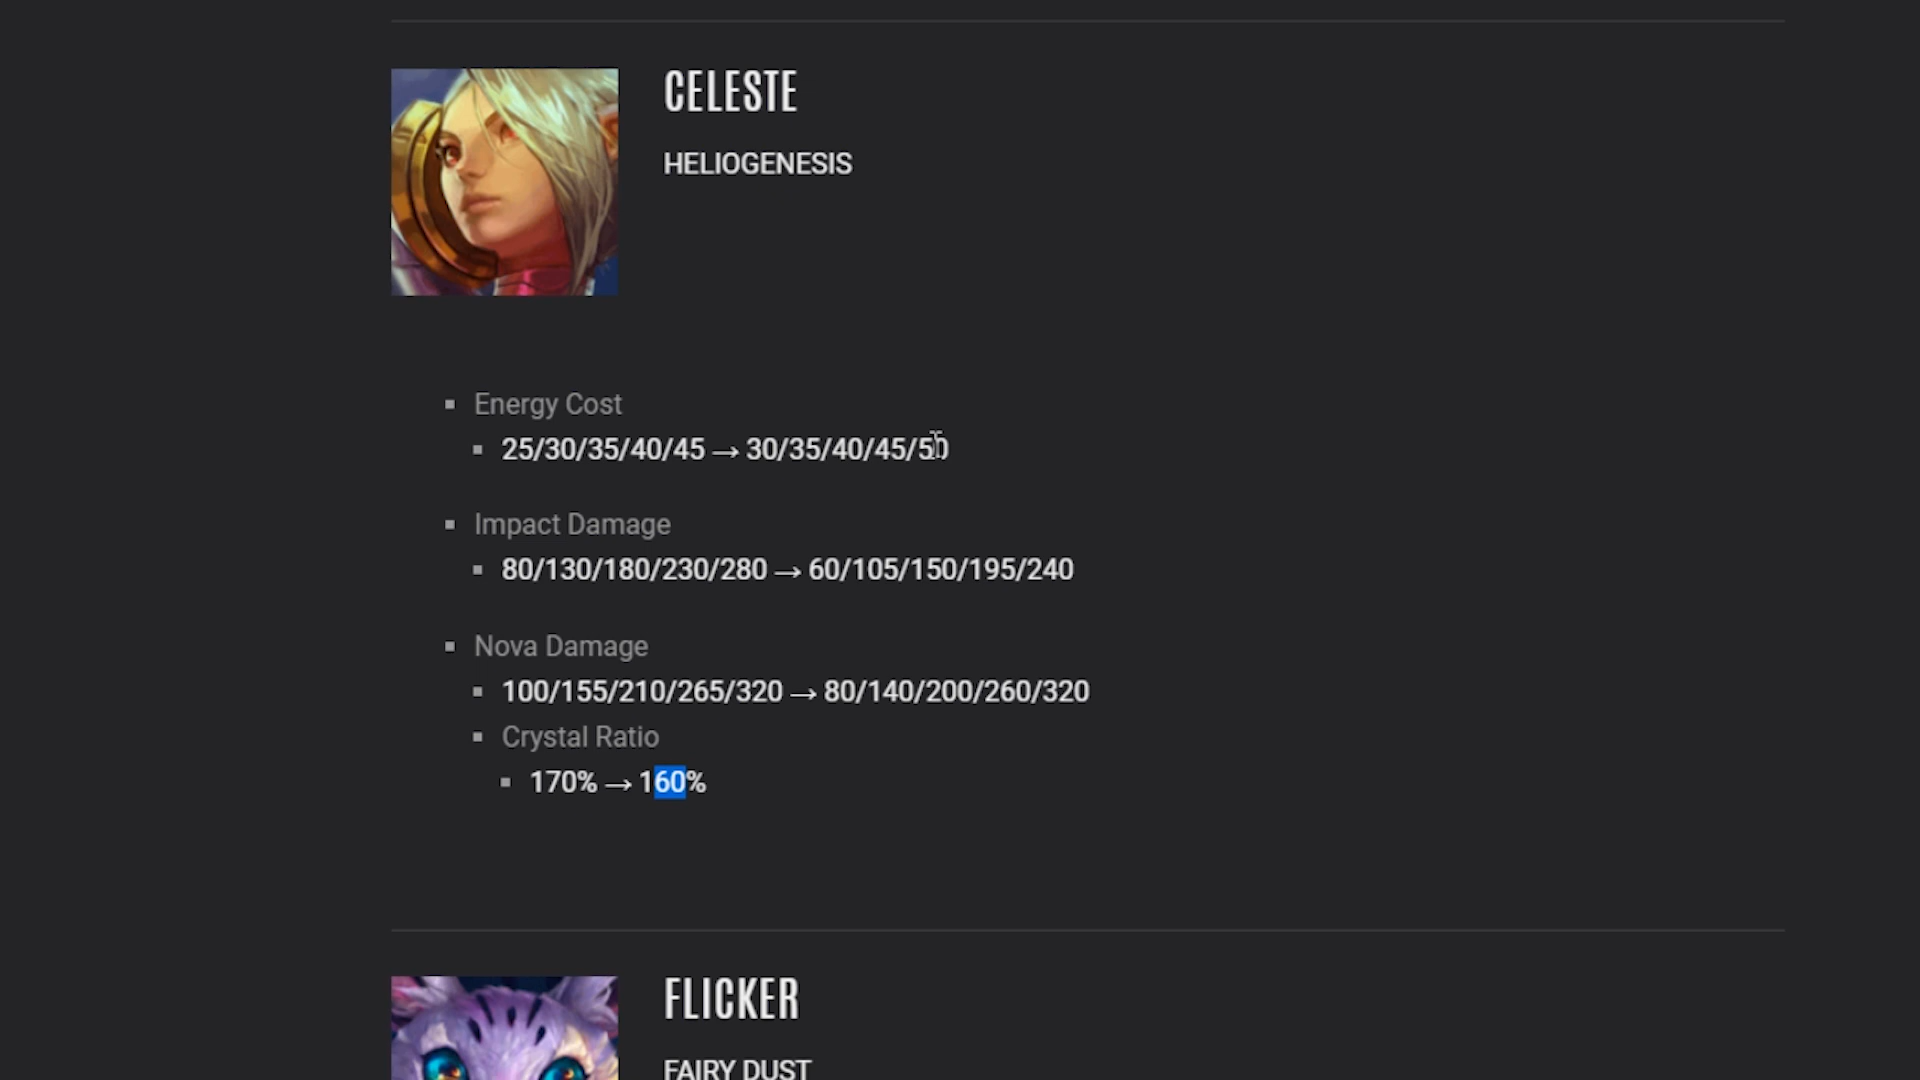 CELESTE
HELIOGENESIS
Energy Cost
25/30/35/40/45 → 30/35/40/45/50
Impact Damage
80/130/180/230/280 → 60/105/150/195/240
Nova Damage
100/155/210/265/320 → 80/140/200/260/320
Crystal Ratio
170% → 160%
FLICKER
FAIRY DUST